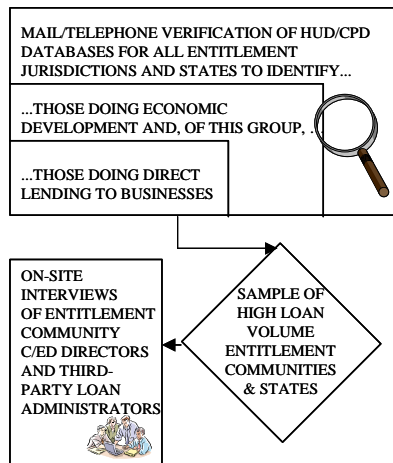 MAIL/TELEPHONE VERIFICATION OF HUD/CPD
DATABASES FOR ALL ENTITLEMENT
JURISDICTIONS AND STATES TO IDENTIFY...
...THOSE DOING ECONOMIC
DEVELOPMENT AND, OF THIS GROUP, ...
...THOSE DOING DIRECT
LENDING TO BUSINESSES
SAMPLE OF
HIGH LOAN
VOLUME
ENTITLEMENT
COMMUNITIES
& STATES
ON-SITE
INTERVIEWS
OF ENTITLEMENT
COMMUNITY
C/ED DIRECTORS
AND THIRD-
PARTY LOAN
ADMINISTRATORS